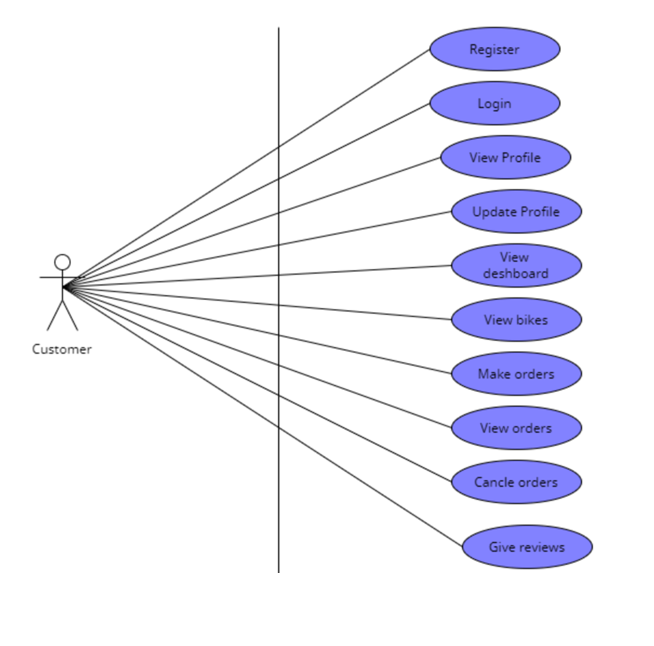 Register
Login
View Profile
Update Profile
View
deshboard
View bikes
Customer
Make orders
View orders
Cancle orders
Give reviews